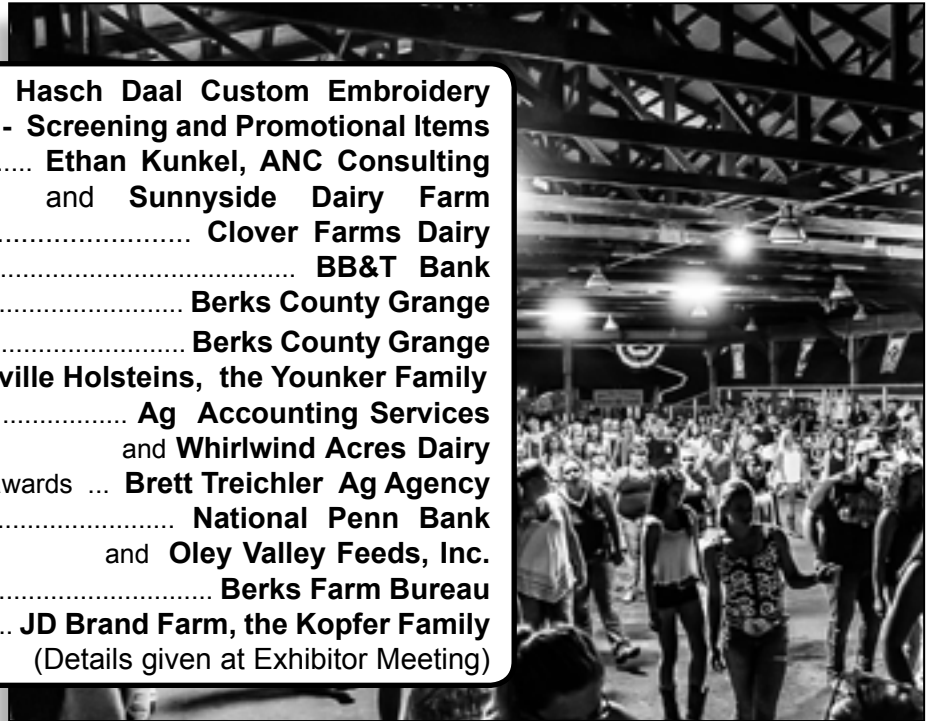 Hasch Daal Custom Embroidery
- Screening and Promotional Items
..... Ethan Kunkel, ANC Consulting
and Sunnyside Dairy Farm
......................... Clover Farms Dairy
...................................... BB&T Bank
........................ Berks County Grange
........................ Berks County Grange
ville Holsteins, the Younker Family
.................. Ag Accounting Services
and Whirlwind Acres Dairy
wards ... Brett Treichler Ag Agency
........................ National Penn Bank
and Oley Valley Feeds, Inc.
............................ Berks Farm Bureau
.. JD Brand Farm, the Kopfer Family
(Details given at Exhibitor Meeting)